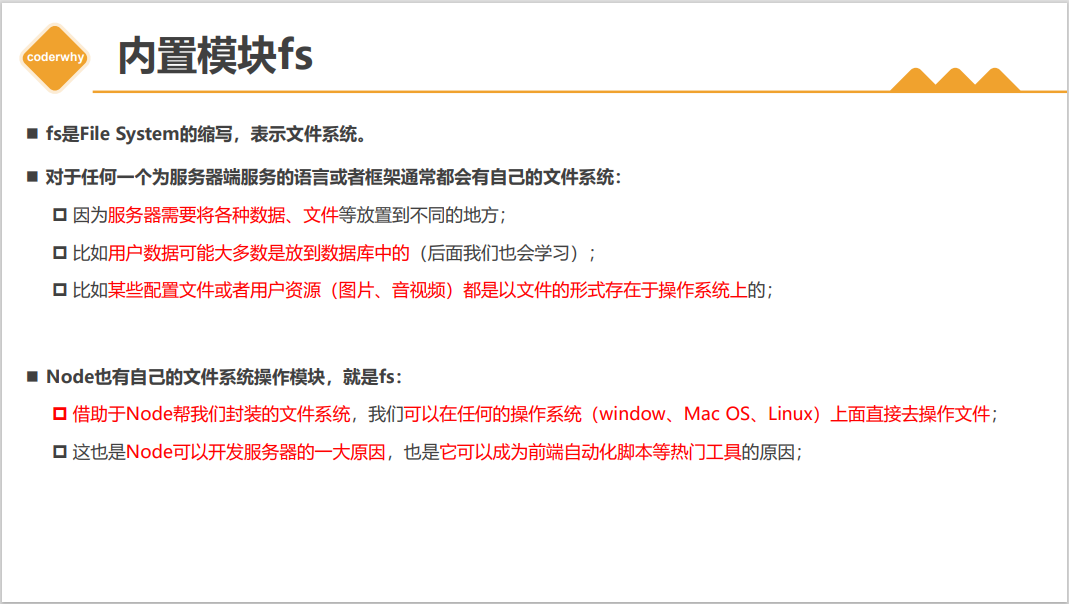 coderwhy
内置模块fs
fs是File System的缩写，表示文件系统。
对于任何一个为服务器端服务的语言或者框架通常都会有自己的文件系统：
因为服务器需要将各种数据、文件等放置到不同的地方；
比如用户数据可能大多数是放到数据库中的（后面我们也会学习）；
比如某些配置文件或者用户资源（图片、音视频）都是以文件的形式存在于操作系统上的；
Node也有自己的文件系统操作模块，就是fs：
借助于Node帮我们封装的文件系统，我们可以在任何的操作系统（window、Mac OS、Linux）上面直接去操作文件；
这也是Node可以开发服务器的一大原因，也是它可以成为前端自动化脚本等热门工具的原因；